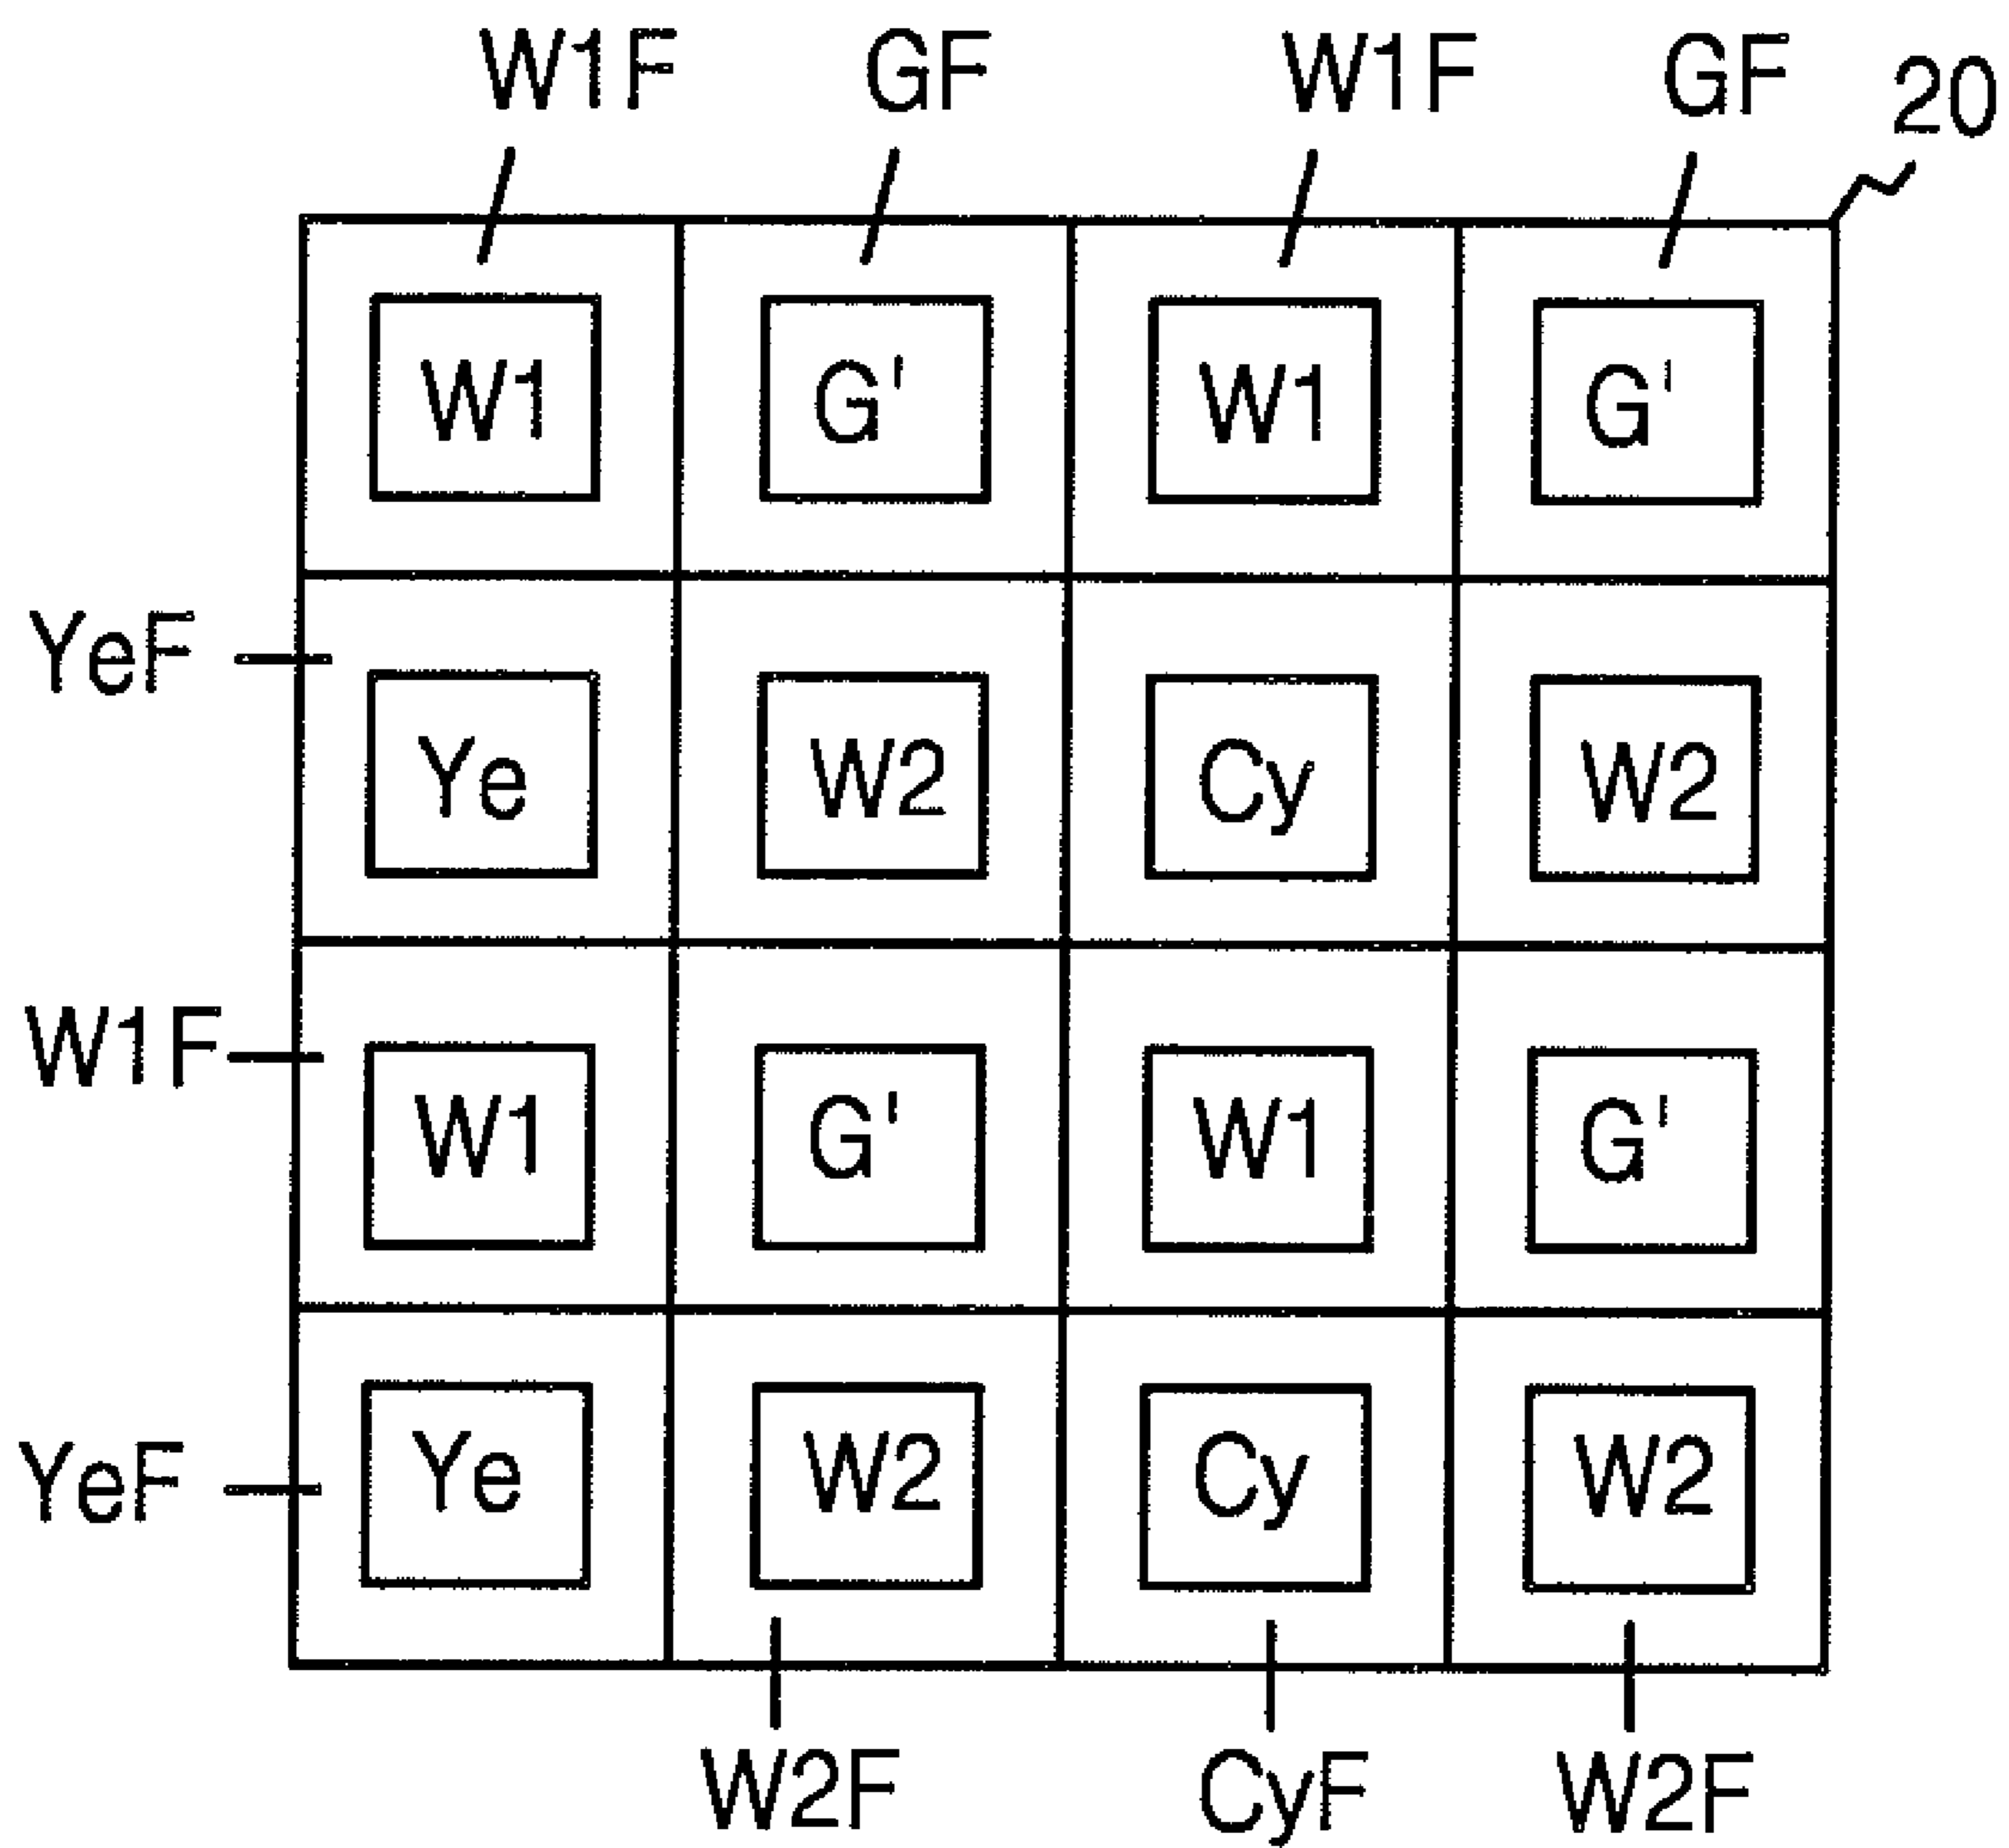 W1F GF W1F GF 20
W1 G' W1 G'
YeF
Ye W2 Cy W2
W1F
W1 G' W1 G'
YeF
Ye W2 Cy W2
W2F CyF W2F